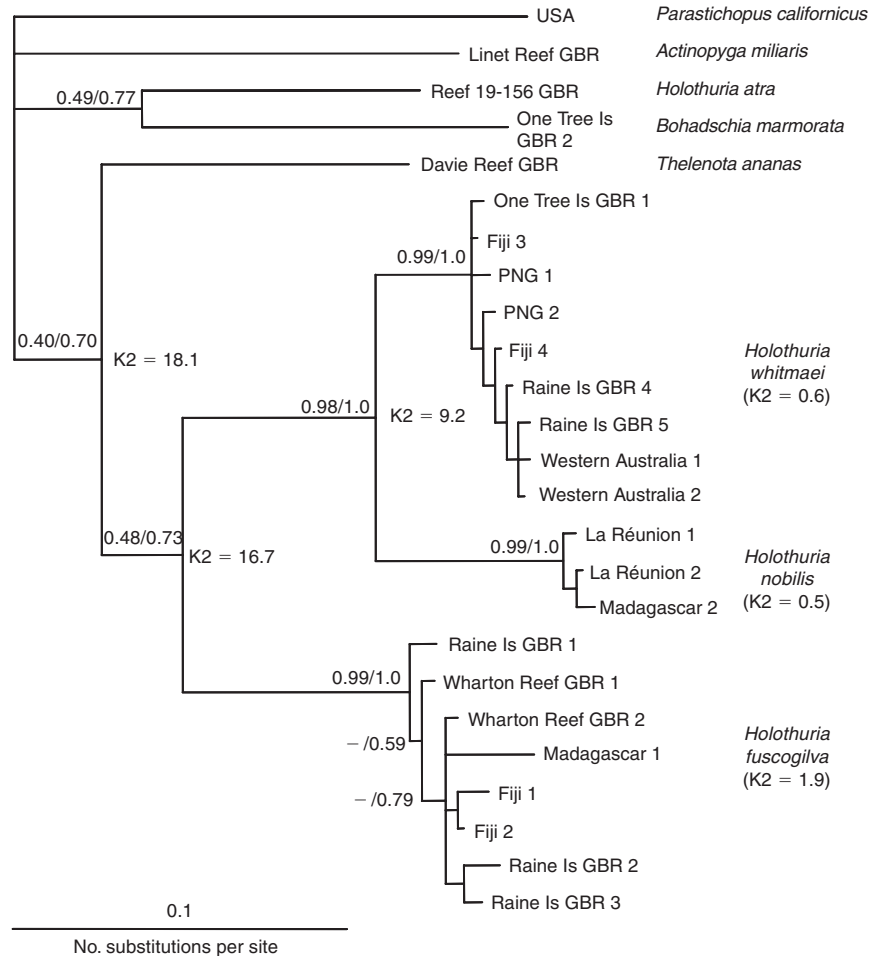 USA Parastichopus californicus
Linet Reef GBR Actinopyga miliaris
0.49/0.77
Reef 19-156 GBR Holothuria atra
One Tree Is
GBR 2
Bohadschia marmorata
Davie Reef GBR Thelenota ananas
One Tree Is GBR 1
Fiji 3
0.99/1.0
PNG 1
PNG 2
0.40/0.70
K2 = 18.1
Fiji 4
Raine Is GBR 4
Holothuria
whitmaei
(K2 = 0.6)
0.98/1.0
K2 = 9.2
Raine Is GBR 5
Western Australia 1
Western Australia 2
0.48/0.73
K2 = 16.7
0.99/1.0
La Réunion 1
La Réunion 2
Madagascar 2
Holothuria
nobilis
(K2 = 0.5)
Raine Is GBR 1
0.99/1.0
Wharton Reef GBR 1
Wharton Reef GBR 2
– /0.59
Madagascar 1
Holothuria
fuscogilva
(K2 = 1.9)
– /0.79
Fiji 1
Fiji 2
Raine Is GBR 2
Raine Is GBR 3
0.1
No. substitutions per site